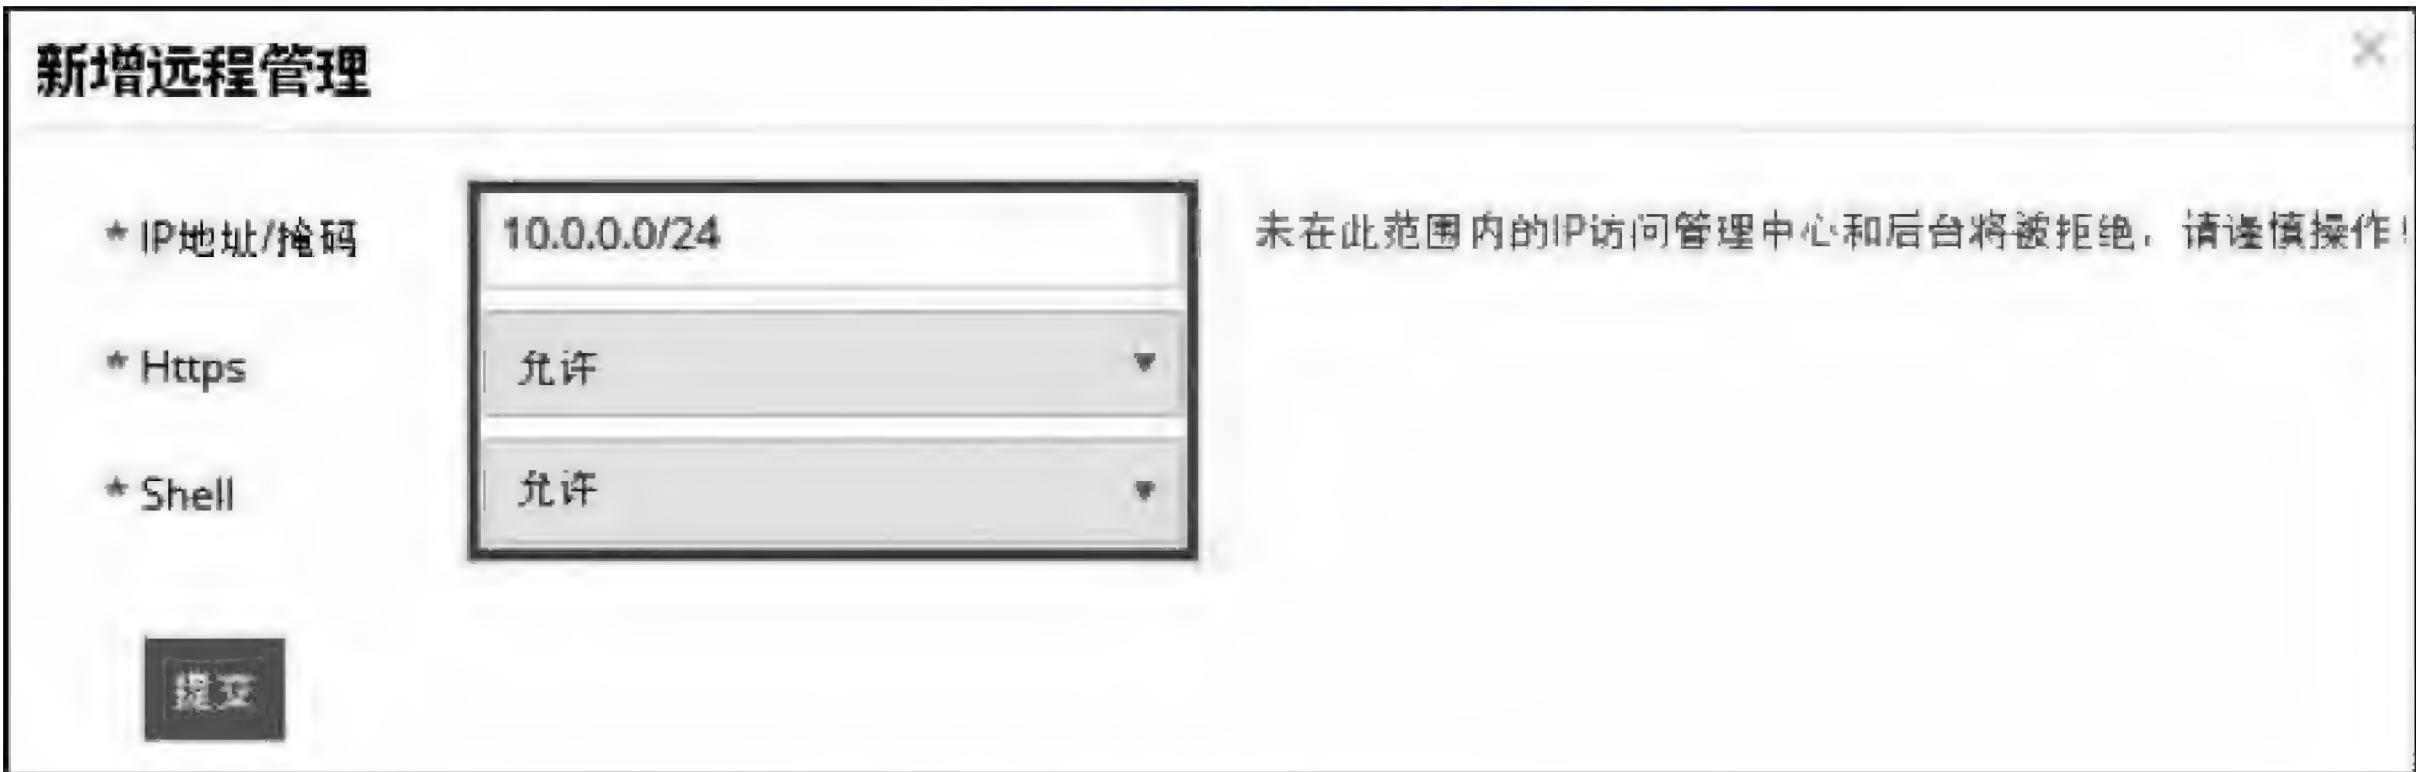 新增远程管理
* IP地址/掩码 10.0.0.0/24 未在此范围内的IP访问管理中心和后台将被拒绝，请谨慎操作！
* Https 允许
* Shell 允许
提交